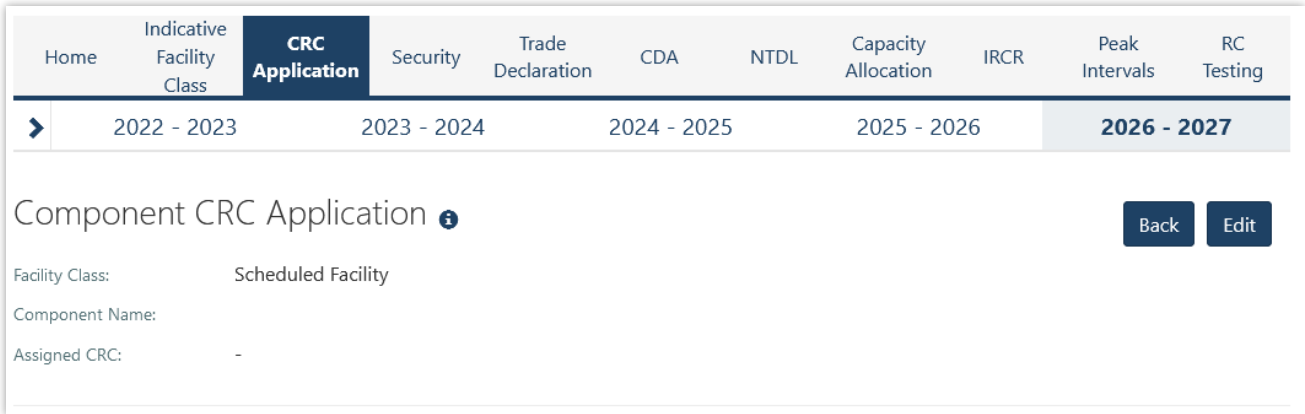 Home
Indicative
Facility
Class
CRC
Application
Security
Trade
Declaration
CDA
NTDL
Capacity
Allocation
IRCR
Peak
Intervals
RC
Testing
2022 - 2023
2023 - 2024
2024 - 2025
2025 - 2026
2026 - 2027
Component CRC Application
Back
Edit
Facility Class: Scheduled Facility
Component Name:
Assigned CRC: -